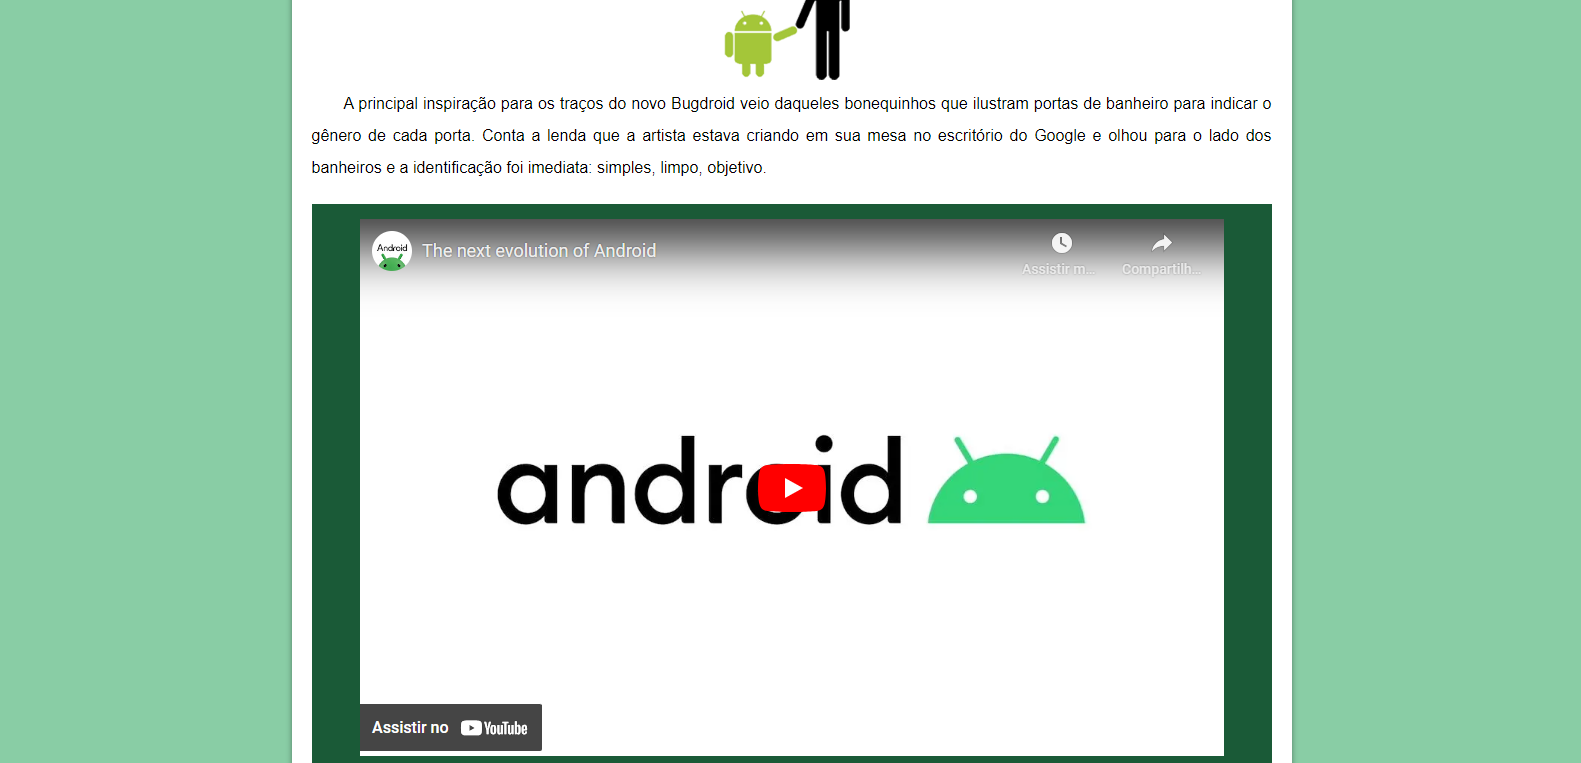 A principal inspiração para os traços do novo Bugdroid veio daqueles bonequinhos que ilustram portas de banheiro para indicar o
gênero de cada porta. Conta a lenda que a artista estava criando em sua mesa no escritório do Google e olhou para o lado dos
banheiros e a identificação foi imediata: simples, limpo, objetivo.
Android
The next evolution of Android
Assistir m...
Compartilh...
android
Assistir no YouTube